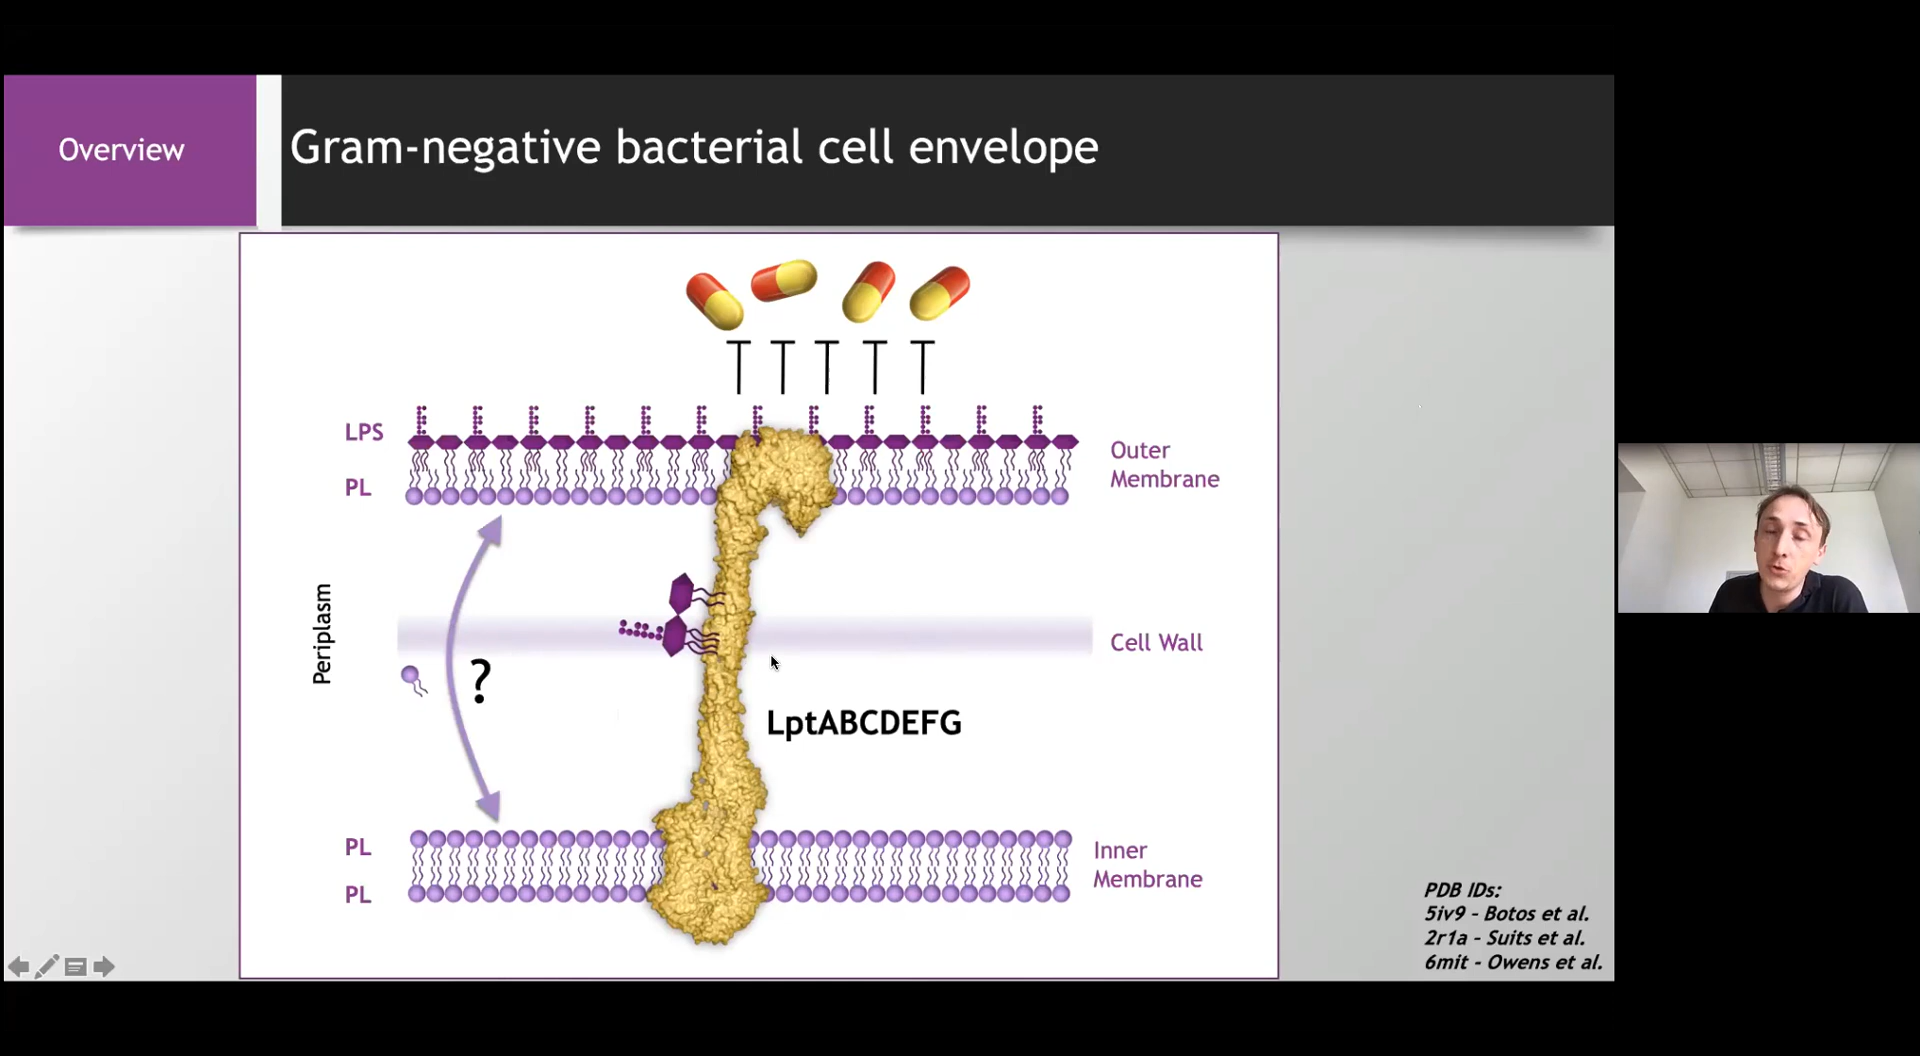 Overview
Gram-negative bacterial cell envelope
LPS
PL
Outer
Membrane
Periplasm
?
Cell Wall
LptABCDEFG
PL
PL
Inner
Membrane
PDB IDs:
5iv9 - Botos et al.
2r1a - Suits et al.
6mit - Owens et al.